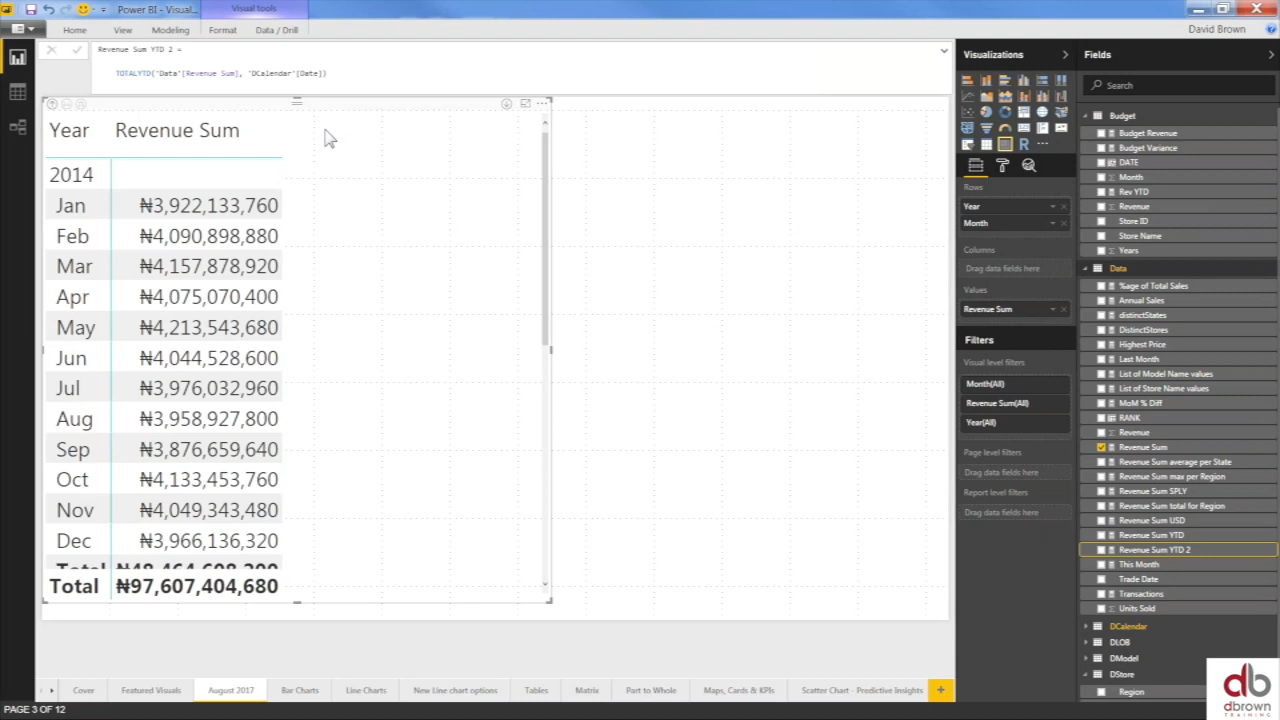 Power BI - Visual...
Visual tools
Home
View
Modeling
Format
Data / Drill
David Brown
Revenue Sum YTD 2 =
TOTALYTD('Data'[Revenue Sum], 'DCalendar'[Date])
Year Revenue Sum
2014
Jan ₦3,922,133,760
Feb ₦4,090,898,880
Mar ₦4,157,878,920
Apr ₦4,075,070,400
May ₦4,213,543,680
Jun ₦4,044,528,600
Jul ₦3,976,032,960
Aug ₦3,958,927,800
Sep ₦3,876,659,640
Oct ₦4,133,453,760
Nov ₦4,049,343,480
Dec ₦3,966,136,320
Total ₦97,607,404,680
Visualizations
Rows
Year
Month
Columns
Drag data fields here
Values
Revenue Sum
Filters
Visual level filters
Month(All)
Revenue Sum(All)
Year(All)
Page level filters
Drag data fields here
Report level filters
Drag data fields here
Fields
Search
Budget
Budget Revenue
Budget Variance
DATE
Month
Rev YTD
Revenue
Store ID
Store Name
Years
Data
%age of Total Sales
Annual Sales
distinctStates
DistinctStores
Highest Price
Last Month
List of Model Name values
List of Store Name values
MoM % Diff
RANK
Revenue
Revenue Sum
Revenue Sum average per State
Revenue Sum max per Region
Revenue Sum SPLY
Revenue Sum total for Region
Revenue Sum USD
Revenue Sum YTD
Revenue Sum YTD 2
This Month
Trade Date
Transactions
Units Sold
DCalendar
DLOB
DModel
DStore
Region
Cover
Featured Visuals
August 2017
Bar Charts
Line Charts
New Line chart options
Tables
Matrix
Part to Whole
Maps, Cards & KPIs
Scatter Chart - Predictive Insights
PAGE 3 OF 12
db
dbrown
TRAINING